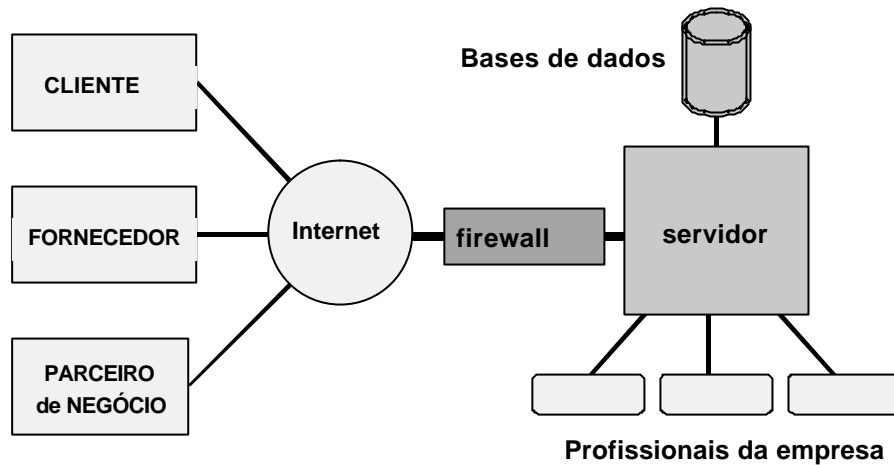 Bases de dados
CLIENTE
FORNECEDOR
Internet
firewall
servidor
PARCEIRO
de NEGÓCIO
Profissionais da empresa